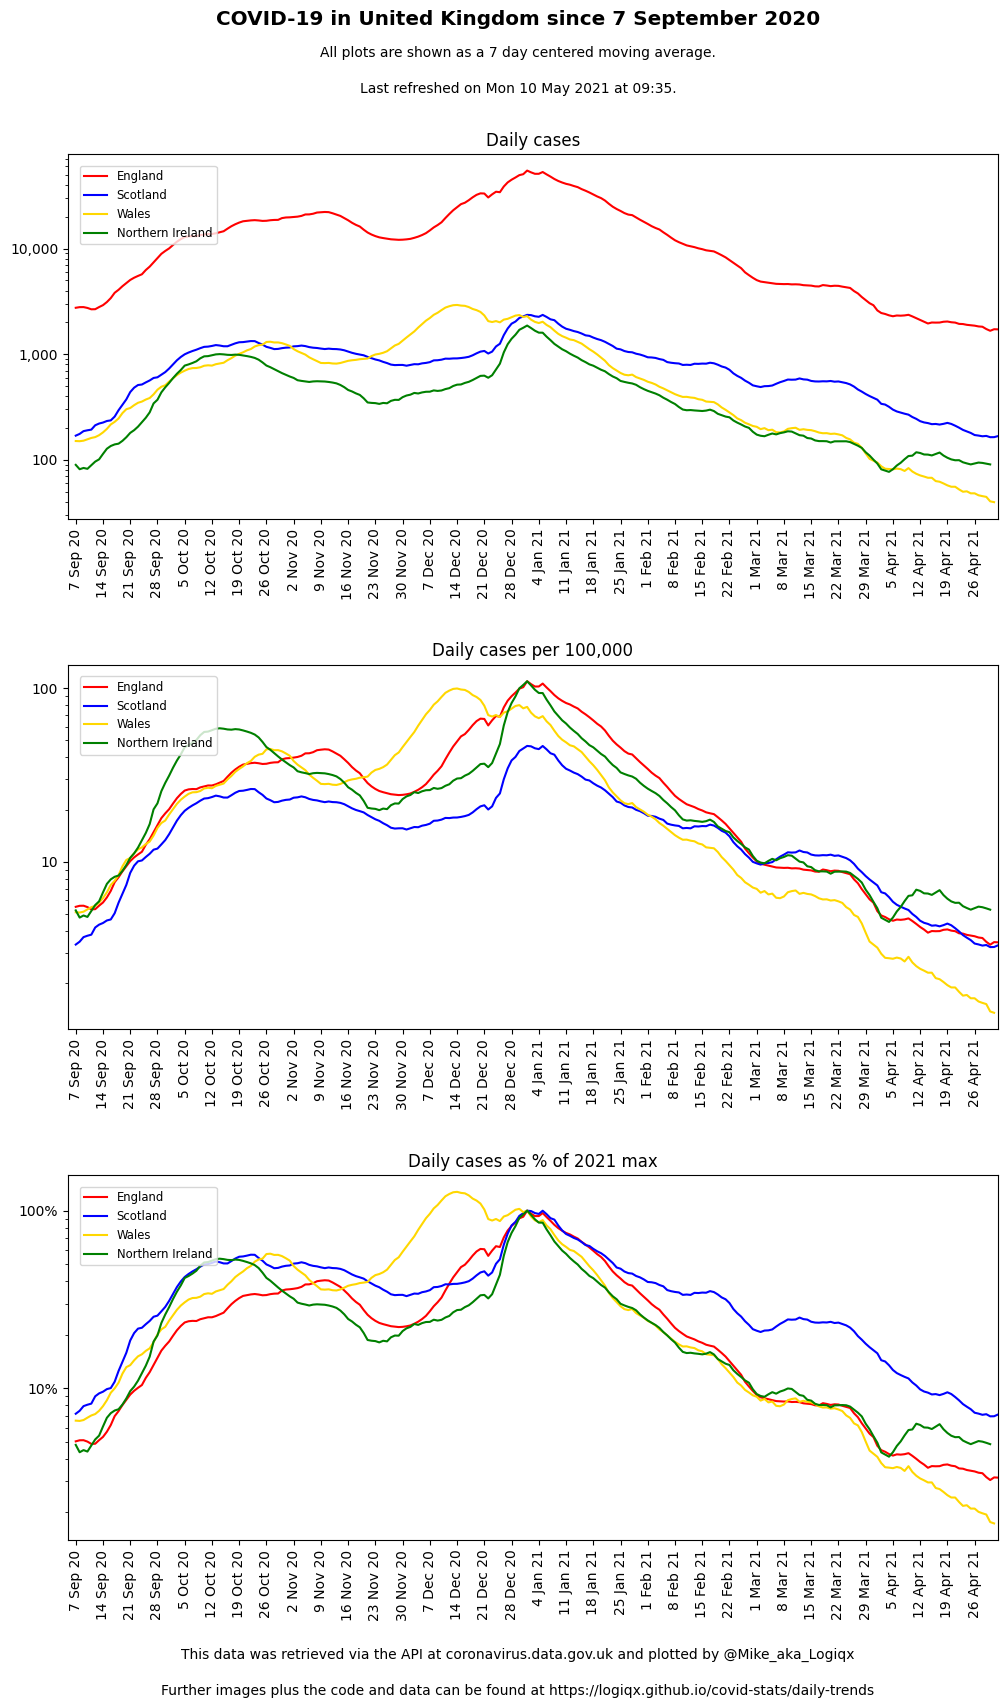 COVID-19 in United Kingdom since 7 September 2020
All plots are shown as a 7 day centered moving average.
Last refreshed on Mon 10 May 2021 at 09:35.
Daily cases
England
Scotland
Wales
Northern Ireland
10,000
1,000
100
7 Sep 20
14 Sep 20
21 Sep 20
28 Sep 20
5 Oct 20
12 Oct 20
19 Oct 20
26 Oct 20
2 Nov 20
9 Nov 20
16 Nov 20
23 Nov 20
30 Nov 20
7 Dec 20
14 Dec 20
21 Dec 20
28 Dec 20
4 Jan 21
11 Jan 21
18 Jan 21
25 Jan 21
1 Feb 21
8 Feb 21
15 Feb 21
22 Feb 21
1 Mar 21
8 Mar 21
15 Mar 21
22 Mar 21
29 Mar 21
5 Apr 21
12 Apr 21
19 Apr 21
26 Apr 21
Daily cases per 100,000
England
Scotland
Wales
Northern Ireland
100
10
7 Sep 20
14 Sep 20
21 Sep 20
28 Sep 20
5 Oct 20
12 Oct 20
19 Oct 20
26 Oct 20
2 Nov 20
9 Nov 20
16 Nov 20
23 Nov 20
30 Nov 20
7 Dec 20
14 Dec 20
21 Dec 20
28 Dec 20
4 Jan 21
11 Jan 21
18 Jan 21
25 Jan 21
1 Feb 21
8 Feb 21
15 Feb 21
22 Feb 21
1 Mar 21
8 Mar 21
15 Mar 21
22 Mar 21
29 Mar 21
5 Apr 21
12 Apr 21
19 Apr 21
26 Apr 21
Daily cases as % of 2021 max
England
Scotland
Wales
Northern Ireland
100%
10%
7 Sep 20
14 Sep 20
21 Sep 20
28 Sep 20
5 Oct 20
12 Oct 20
19 Oct 20
26 Oct 20
2 Nov 20
9 Nov 20
16 Nov 20
23 Nov 20
30 Nov 20
7 Dec 20
14 Dec 20
21 Dec 20
28 Dec 20
4 Jan 21
11 Jan 21
18 Jan 21
25 Jan 21
1 Feb 21
8 Feb 21
15 Feb 21
22 Feb 21
1 Mar 21
8 Mar 21
15 Mar 21
22 Mar 21
29 Mar 21
5 Apr 21
12 Apr 21
19 Apr 21
26 Apr 21
This data was retrieved via the API at coronavirus.data.gov.uk and plotted by @Mike_aka_Logiqx
Further images plus the code and data can be found at https://logiqx.github.io/covid-stats/daily-trends